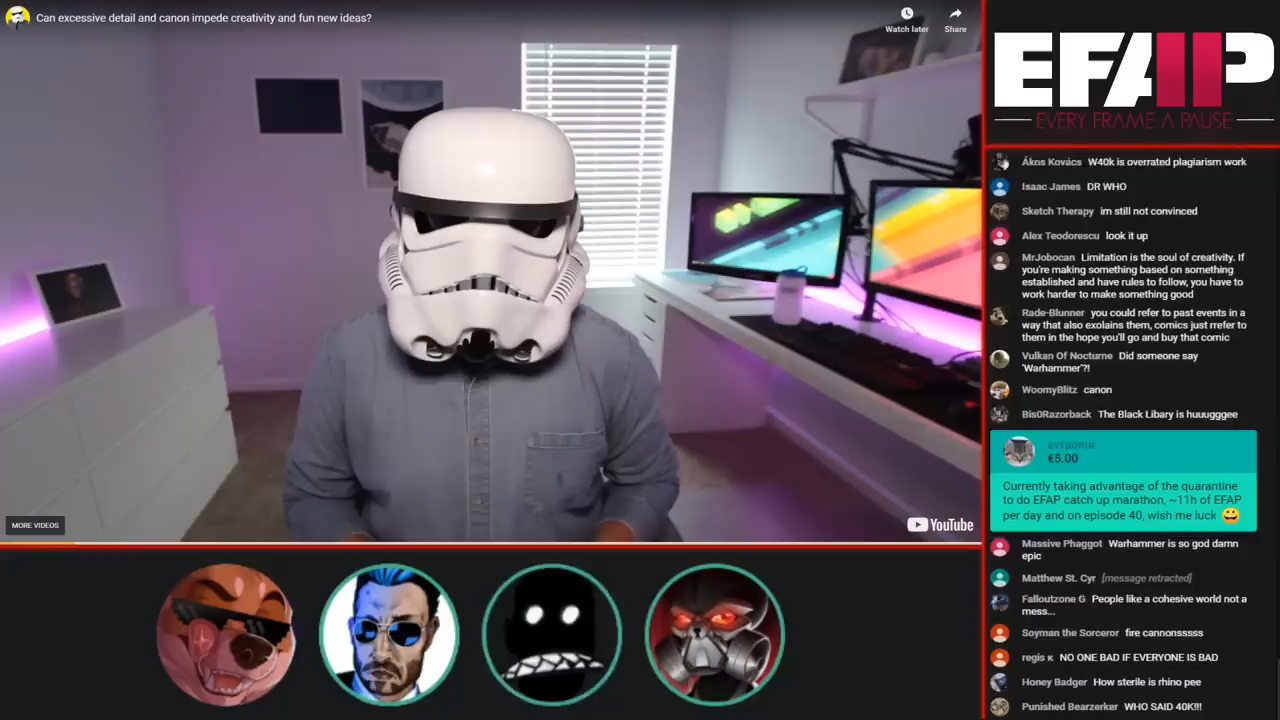 Can excessive detail and canon impede creativity and fun new ideas?
Watch later
Share
MORE VIDEOS
YouTube
EFAP
EVERY FRAME A PAUSE
Ákos Kovács W40k is overrated plagiarism work
Isaac James DR WHO
Sketch Therapy im still not convinced
Alex Teodorescu look it up
MrJobocan Limitation is the soul of creativity. If
you're making something based on something
established and have rules to follow, you have to
work harder to make something good
Rade-Blunner you could refer to past events in a
way that also exolains them, comics just rrefer to
them in the hope you'll go and buy that comic
Vulkan Of Nocturne Did someone say
'Warhammer'?!
WoomyBlitz canon
Bis0Razorback The Black Libary is huuugggee
εντροπία
€5.00
Currently taking advantage of the quarantine
to do EFAP catch up marathon, ~11h of EFAP
per day and on episode 40, wish me luck 😀
Massive Phaggot Warhammer is so god damn
epic
Matthew St. Cyr [message retracted]
Falloutzone G People like a cohesive world not a
mess...
Soyman the Sorceror fire cannonsssss
regis κ NO ONE BAD IF EVERYONE IS BAD
Honey Badger How sterile is rhino pee
Punished Bearzerker WHO SAID 40K!!!